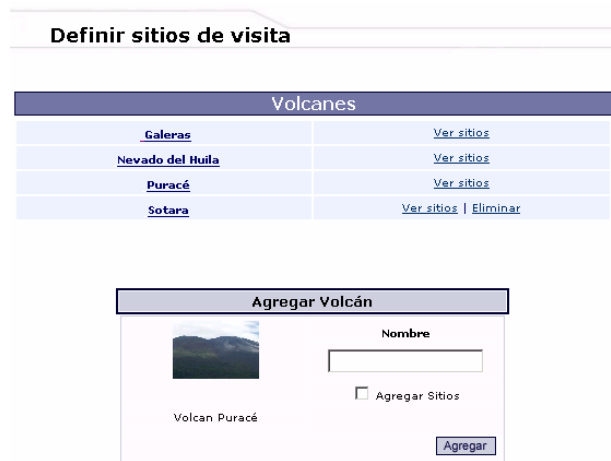 Definir sitios de visita
Volcanes
Galeras Ver sitios
Nevado del Huila Ver sitios
Puracé Ver sitios
Sotara Ver sitios | Eliminar
Agregar Volcán
Nombre
Agregar Sitios
Volcan Puracé
Agregar